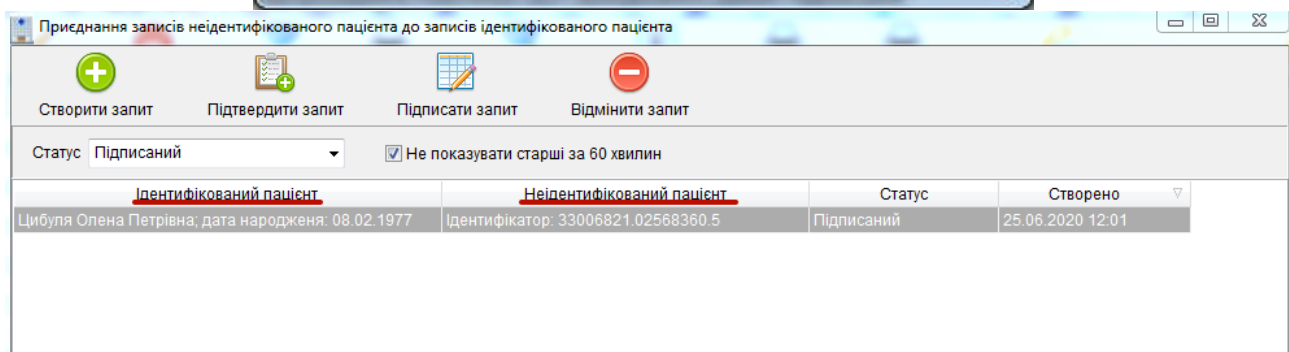 Приєднання записів неідентифікованого пацієнта до записів ідентифікованого пацієнта
Створити запит Підтвердити запит Підписати запит Відмінити запит
Статус Підписаний Не показувати старші за 60 хвилин
Ідентифікований пацієнт Неідентифікований пацієнт Статус Створено
Цибуля Олена Петрівна; дата народженя: 08.02.1977 Ідентифікатор: 33006821.02568360.5 Підписаний 25.06.2020 12:01